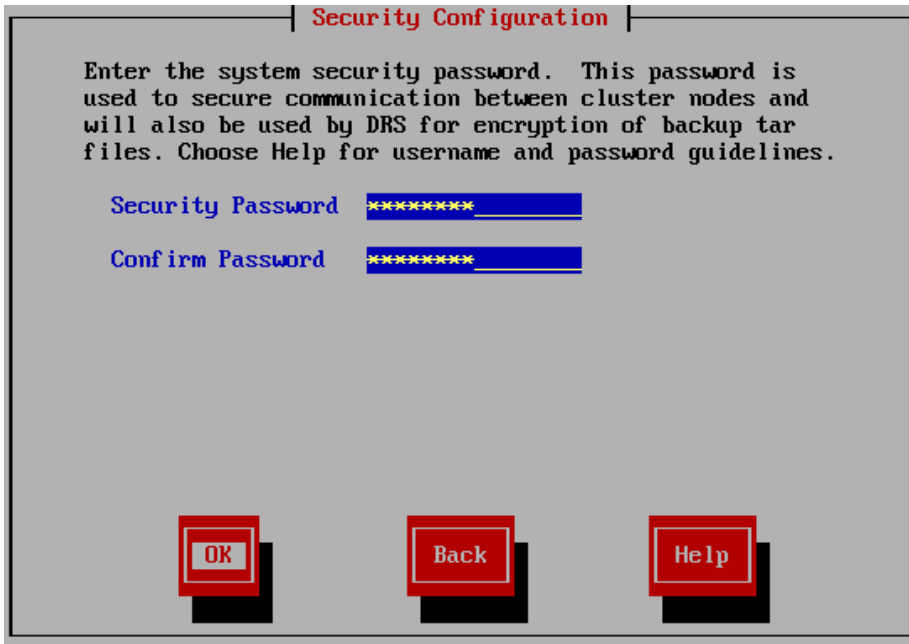 Security Configuration
Enter the system security password.  This password is
used to secure communication between cluster nodes and
will also be used by DRS for encryption of backup tar
files. Choose Help for username and password guidelines.
Security Password ********_______
Confirm Password ********_______
OK Back Help